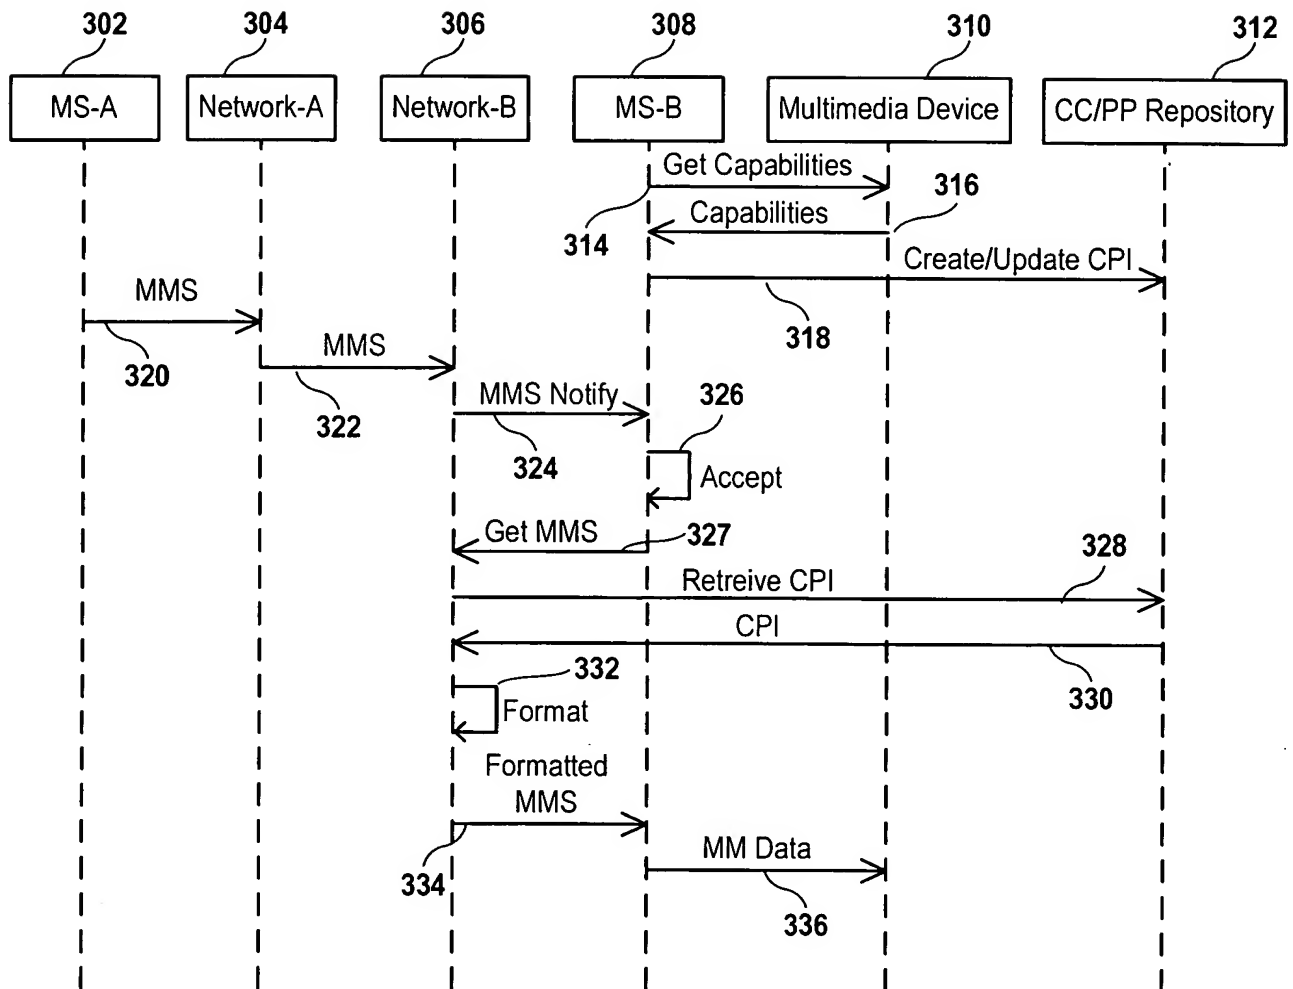 302 304 306 308 310 312
MS-A Network-A Network-B MS-B Multimedia Device CC/PP Repository
Get Capabilities
314
316
Capabilities
Create/Update CPI
318
MMS
320
MMS
322
MMS Notify
324
326
Accept
Get MMS
327
328
Retreive CPI
CPI
330
332
Format
Formatted
MMS
334
MM Data
336